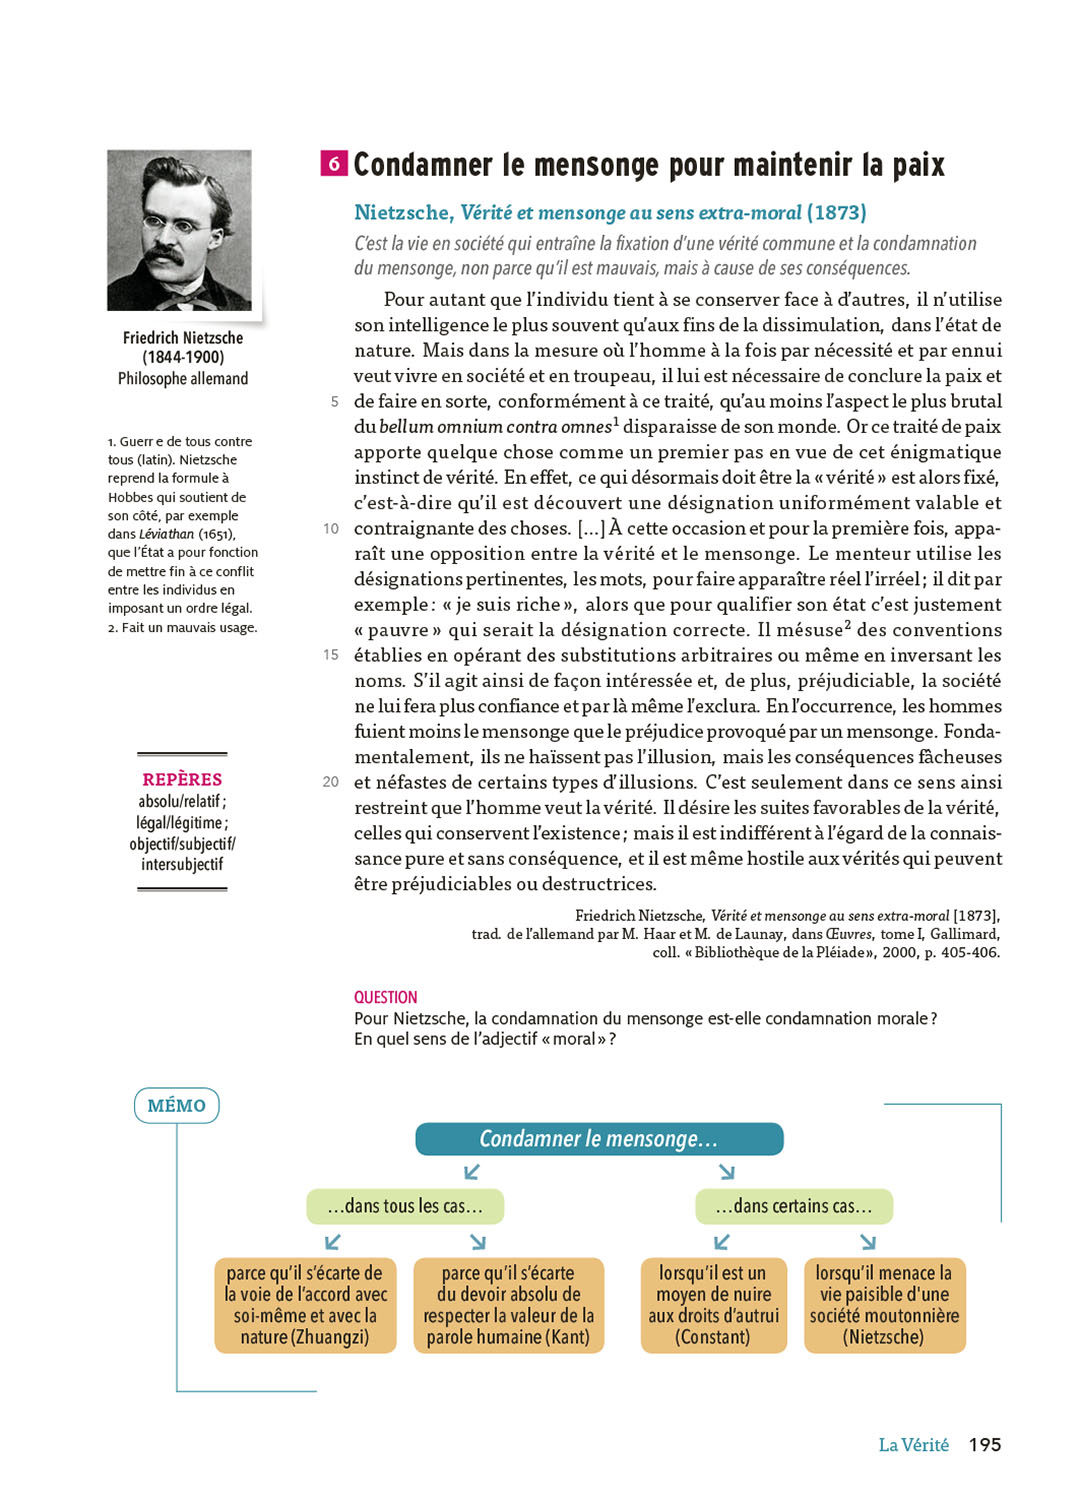 6 Condamner le mensonge pour maintenir la paix
Nietzsche, Vérité et mensonge au sens extra-moral (1873)
C'est la vie en société qui entraîne la fixation d'une vérité commune et la condamnation
du mensonge, non parce qu'il est mauvais, mais à cause de ses conséquences.
Pour autant que l'individu tient à se conserver face à d'autres, il n'utilise
son intelligence le plus souvent qu'aux fins de la dissimulation, dans l'état de
nature. Mais dans la mesure où l'homme à la fois par nécessité et par ennui
veut vivre en société et en troupeau, il lui est nécessaire de conclure la paix et
5 de faire en sorte, conformément à ce traité, qu'au moins l'aspect le plus brutal
du bellum omnium contra omnes1 disparaisse de son monde. Or ce traité de paix
apporte quelque chose comme un premier pas en vue de cet énigmatique
instinct de vérité. En effet, ce qui désormais doit être la « vérité » est alors fixé,
c'est-à-dire qu'il est découvert une désignation uniformément valable et
10 contraignante des choses. [...] À cette occasion et pour la première fois, appa-
raît une opposition entre la vérité et le mensonge. Le menteur utilise les
désignations pertinentes, les mots, pour faire apparaître réel l'irréel ; il dit par
exemple : « je suis riche », alors que pour qualifier son état c'est justement
« pauvre » qui serait la désignation correcte. Il mésuse2 des conventions
15 établies en opérant des substitutions arbitraires ou même en inversant les
noms. S'il agit ainsi de façon intéressée et, de plus, préjudiciable, la société
ne lui fera plus confiance et par là même l'exclura. En l'occurrence, les hommes
fuient moins le mensonge que le préjudice provoqué par un mensonge. Fonda-
mentalement, ils ne haïssent pas l'illusion, mais les conséquences fâcheuses
20 et néfastes de certains types d'illusions. C'est seulement dans ce sens ainsi
restreint que l'homme veut la vérité. Il désire les suites favorables de la vérité,
celles qui conservent l'existence ; mais il est indifférent à l'égard de la connais-
sance pure et sans conséquence, et il est même hostile aux vérités qui peuvent
être préjudiciables ou destructrices.
Friedrich Nietzsche, Vérité et mensonge au sens extra-moral [1873],
trad. de l'allemand par M. Haar et M. de Launay, dans Œuvres, tome I, Gallimard,
coll. « Bibliothèque de la Pléiade », 2000, p. 405-406.
Friedrich Nietzsche
(1844-1900)
Philosophe allemand
1. Guerr e de tous contre
tous (latin). Nietzsche
reprend la formule à
Hobbes qui soutient de
son côté, par exemple
dans Léviathan (1651),
que l'État a pour fonction
de mettre fin à ce conflit
entre les individus en
imposant un ordre légal.
2. Fait un mauvais usage.
REPÈRES
absolu/relatif ;
légal/légitime ;
objectif/subjectif/
intersubjectif
QUESTION
Pour Nietzsche, la condamnation du mensonge est-elle condamnation morale ?
En quel sens de l'adjectif « moral » ?
MÉMO
Condamner le mensonge...
...dans tous les cas...
...dans certains cas...
parce qu'il s'écarte de
la voie de l'accord avec
soi-même et avec la
nature (Zhuangzi)
parce qu'il s'écarte
du devoir absolu de
respecter la valeur de la
parole humaine (Kant)
lorsqu'il est un
moyen de nuire
aux droits d'autrui
(Constant)
lorsqu'il menace la
vie paisible d'une
société moutonnière
(Nietzsche)
La Vérité 195